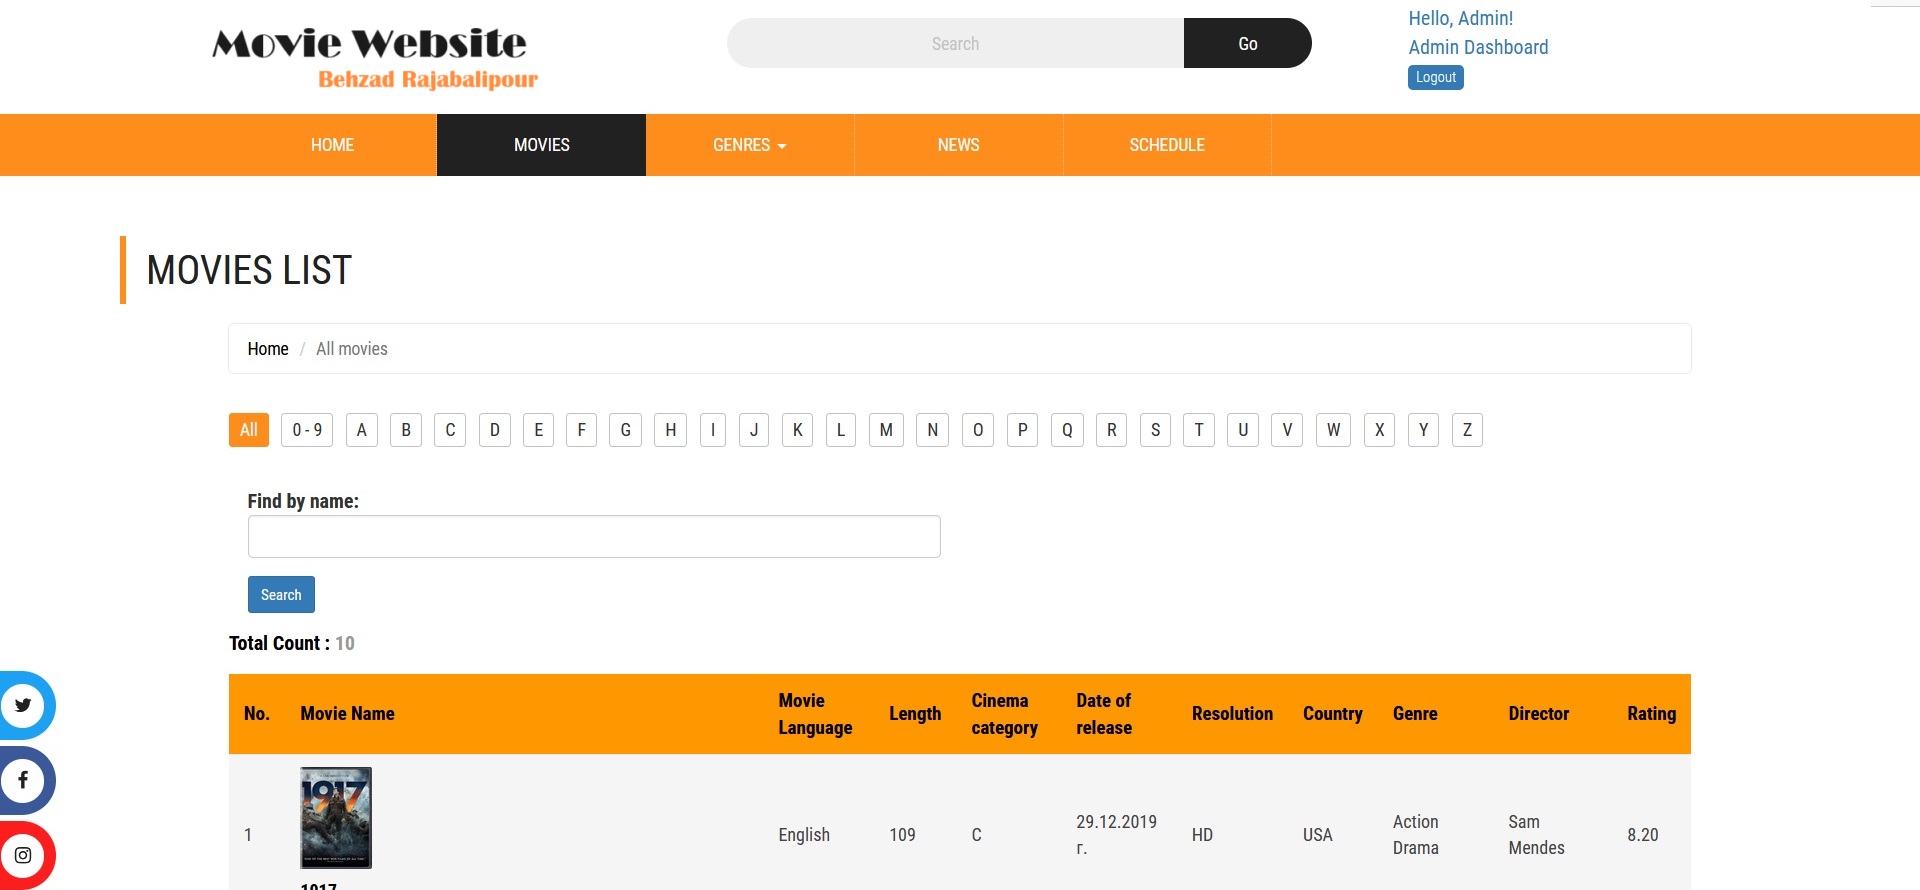 Movie Website
Behzad Rajabalipour
Search
Go
Hello, Admin!
Admin Dashboard
Logout
HOME
MOVIES
GENRES
NEWS
SCHEDULE
MOVIES LIST
Home / All movies
All 0 - 9 A B C D E F G H I J K L M N O P Q R S T U V W X Y Z
Find by name:
Search
Total Count : 10
No. Movie Name Movie Language Length Cinema category Date of release Resolution Country Genre Director Rating
1917
1 English 109 C 29.12.2019 г. HD USA Action Drama Sam Mendes 8.20
1917